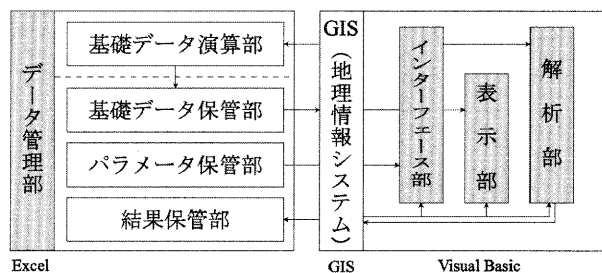 データ管理部
基礎データ演算部
基礎データ保管部
パラメータ保管部
結果保管部
GIS
(地理情報システム)
インターフェース部
表示部
解析部
Excel
GIS
Visual Basic